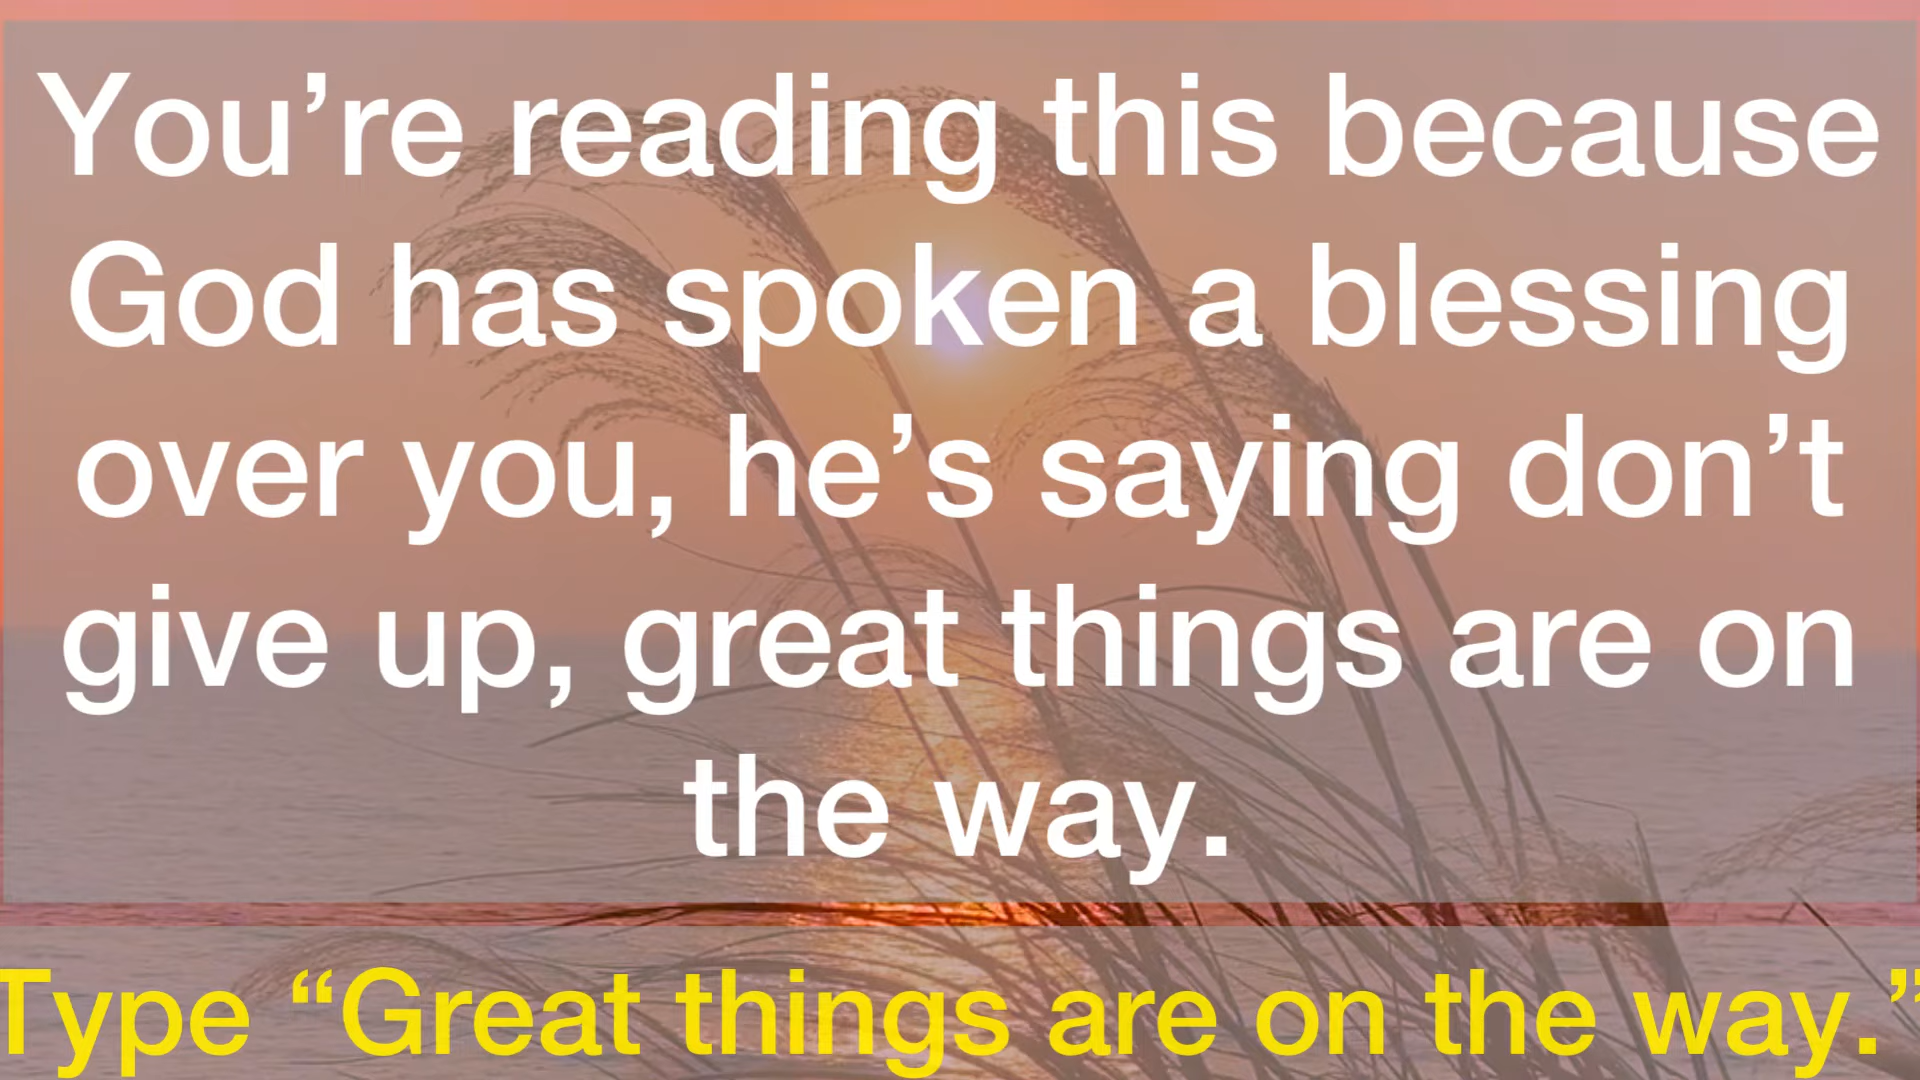 You’re reading this because
God has spoken a blessing
over you, he’s saying don’t
give up, great things are on
the way.
Type “Great things are on the way.”